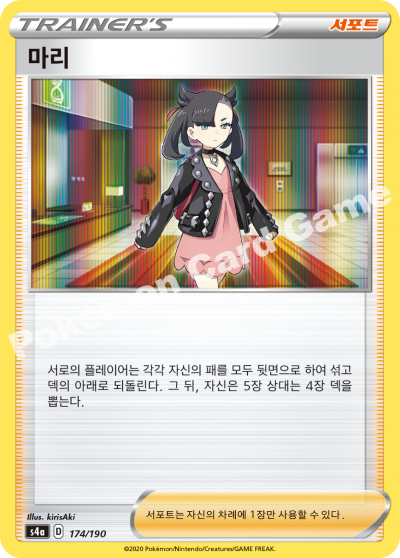 TRAINER'S 서포트
마리
Pokémon Card Game
서로의 플레이어는 각각 자신의 패를 모두 뒷면으로 하여 섞고
덱의 아래로 되돌린다. 그 뒤, 자신은 5장 상대는 4장 덱을
뽑는다.
Illus. kirisAki
s4a D 174/190
서포트는 자신의 차례에 1장만 사용할 수 있다.
©2020 Pokémon/Nintendo/Creatures/GAME FREAK.